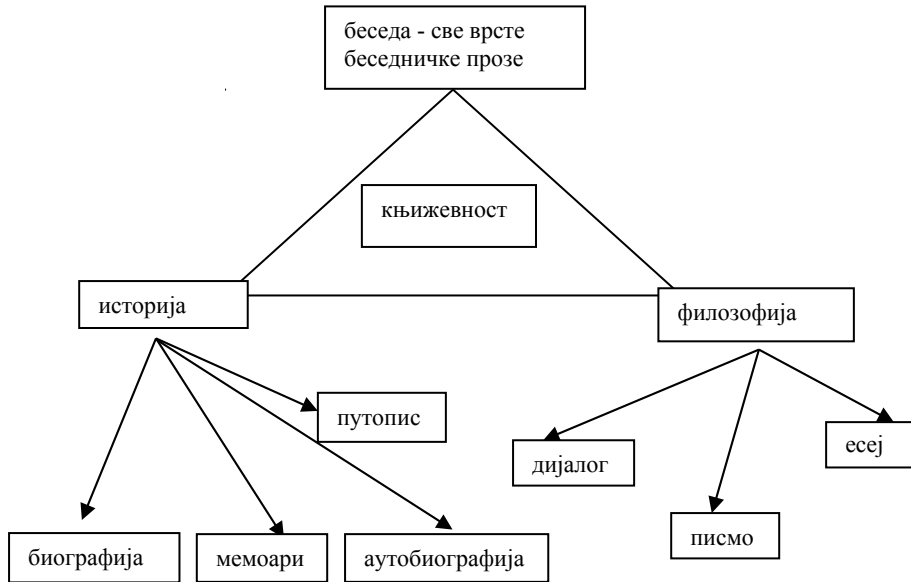 беседа - све врсте
беседничке прозе
књижевност
историја
филозофија
путопис
дијалог
есеј
биографија
мемоари
аутобиографија
писмо